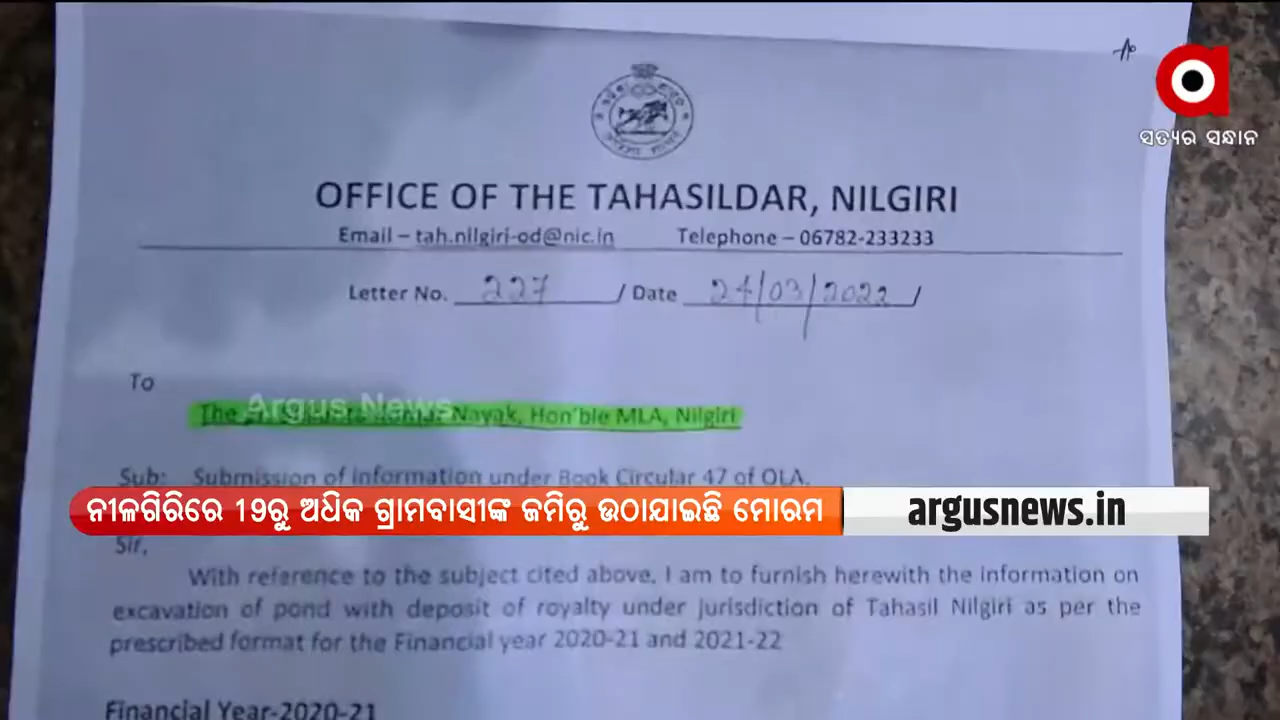 ସତ୍ୟର ସନ୍ଧାନ
OFFICE OF THE TAHASILDAR, NILGIRI
Email – tah.nilgiri-od@nic.in Telephone – 06782-233233
Letter No. 227 / Date 24/03/2022 /
To
Argus News
The Nayak, Hon'ble MLA, Nilgiri
Sub: Submission of information under Book Circular 47 of OLA.
ନୀଳଗିରିରେ 19ରୁ ଅଧିକ ଗ୍ରାମବାସୀଙ୍କ ଜମିରୁ ଉଠାଯାଇଛି ମୋରମ argusnews.in
Sir,
With reference to the subject cited above, I am to furnish herewith the information on
excavation of pond with deposit of royalty under jurisdiction of Tahasil Nilgiri as per the
prescribed format for the Financial year 2020-21 and 2021-22
Financial Year-2020-21